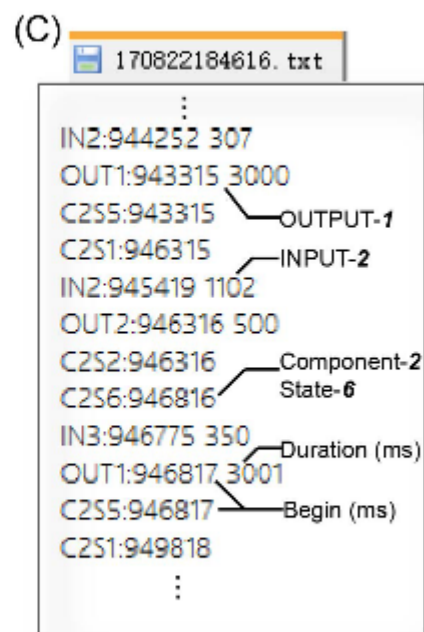 (C)
170822184616.txt
⋮
IN2:944252 307
OUT1:943315 3000
C2S5:943315
OUTPUT-1
C2S1:946315
INPUT-2
IN2:945419 1102
OUT2:946316 500
C2S2:946316
Component-2
C2S6:946816
State-6
IN3:946775 350
Duration (ms)
OUT1:946817 3001
C2S5:946817
Begin (ms)
C2S1:949818
⋮